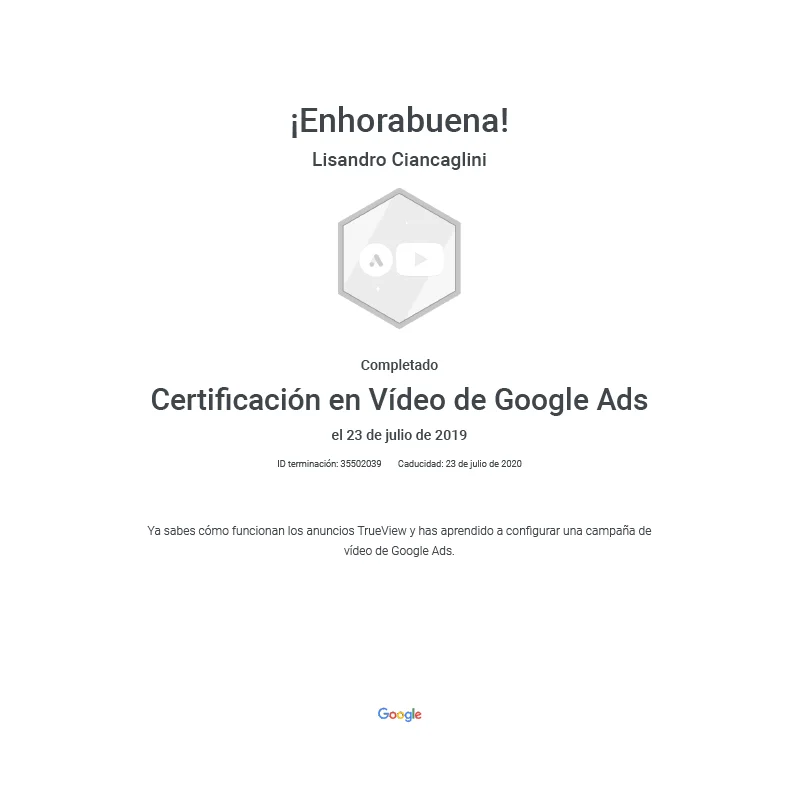 ¡Enhorabuena!
Lisandro Ciancaglini
Completado
Certificación en Vídeo de Google Ads
el 23 de julio de 2019
ID terminación: 35502039 Caducidad: 23 de julio de 2020
Ya sabes cómo funcionan los anuncios TrueView y has aprendido a configurar una campaña de
vídeo de Google Ads.
Google